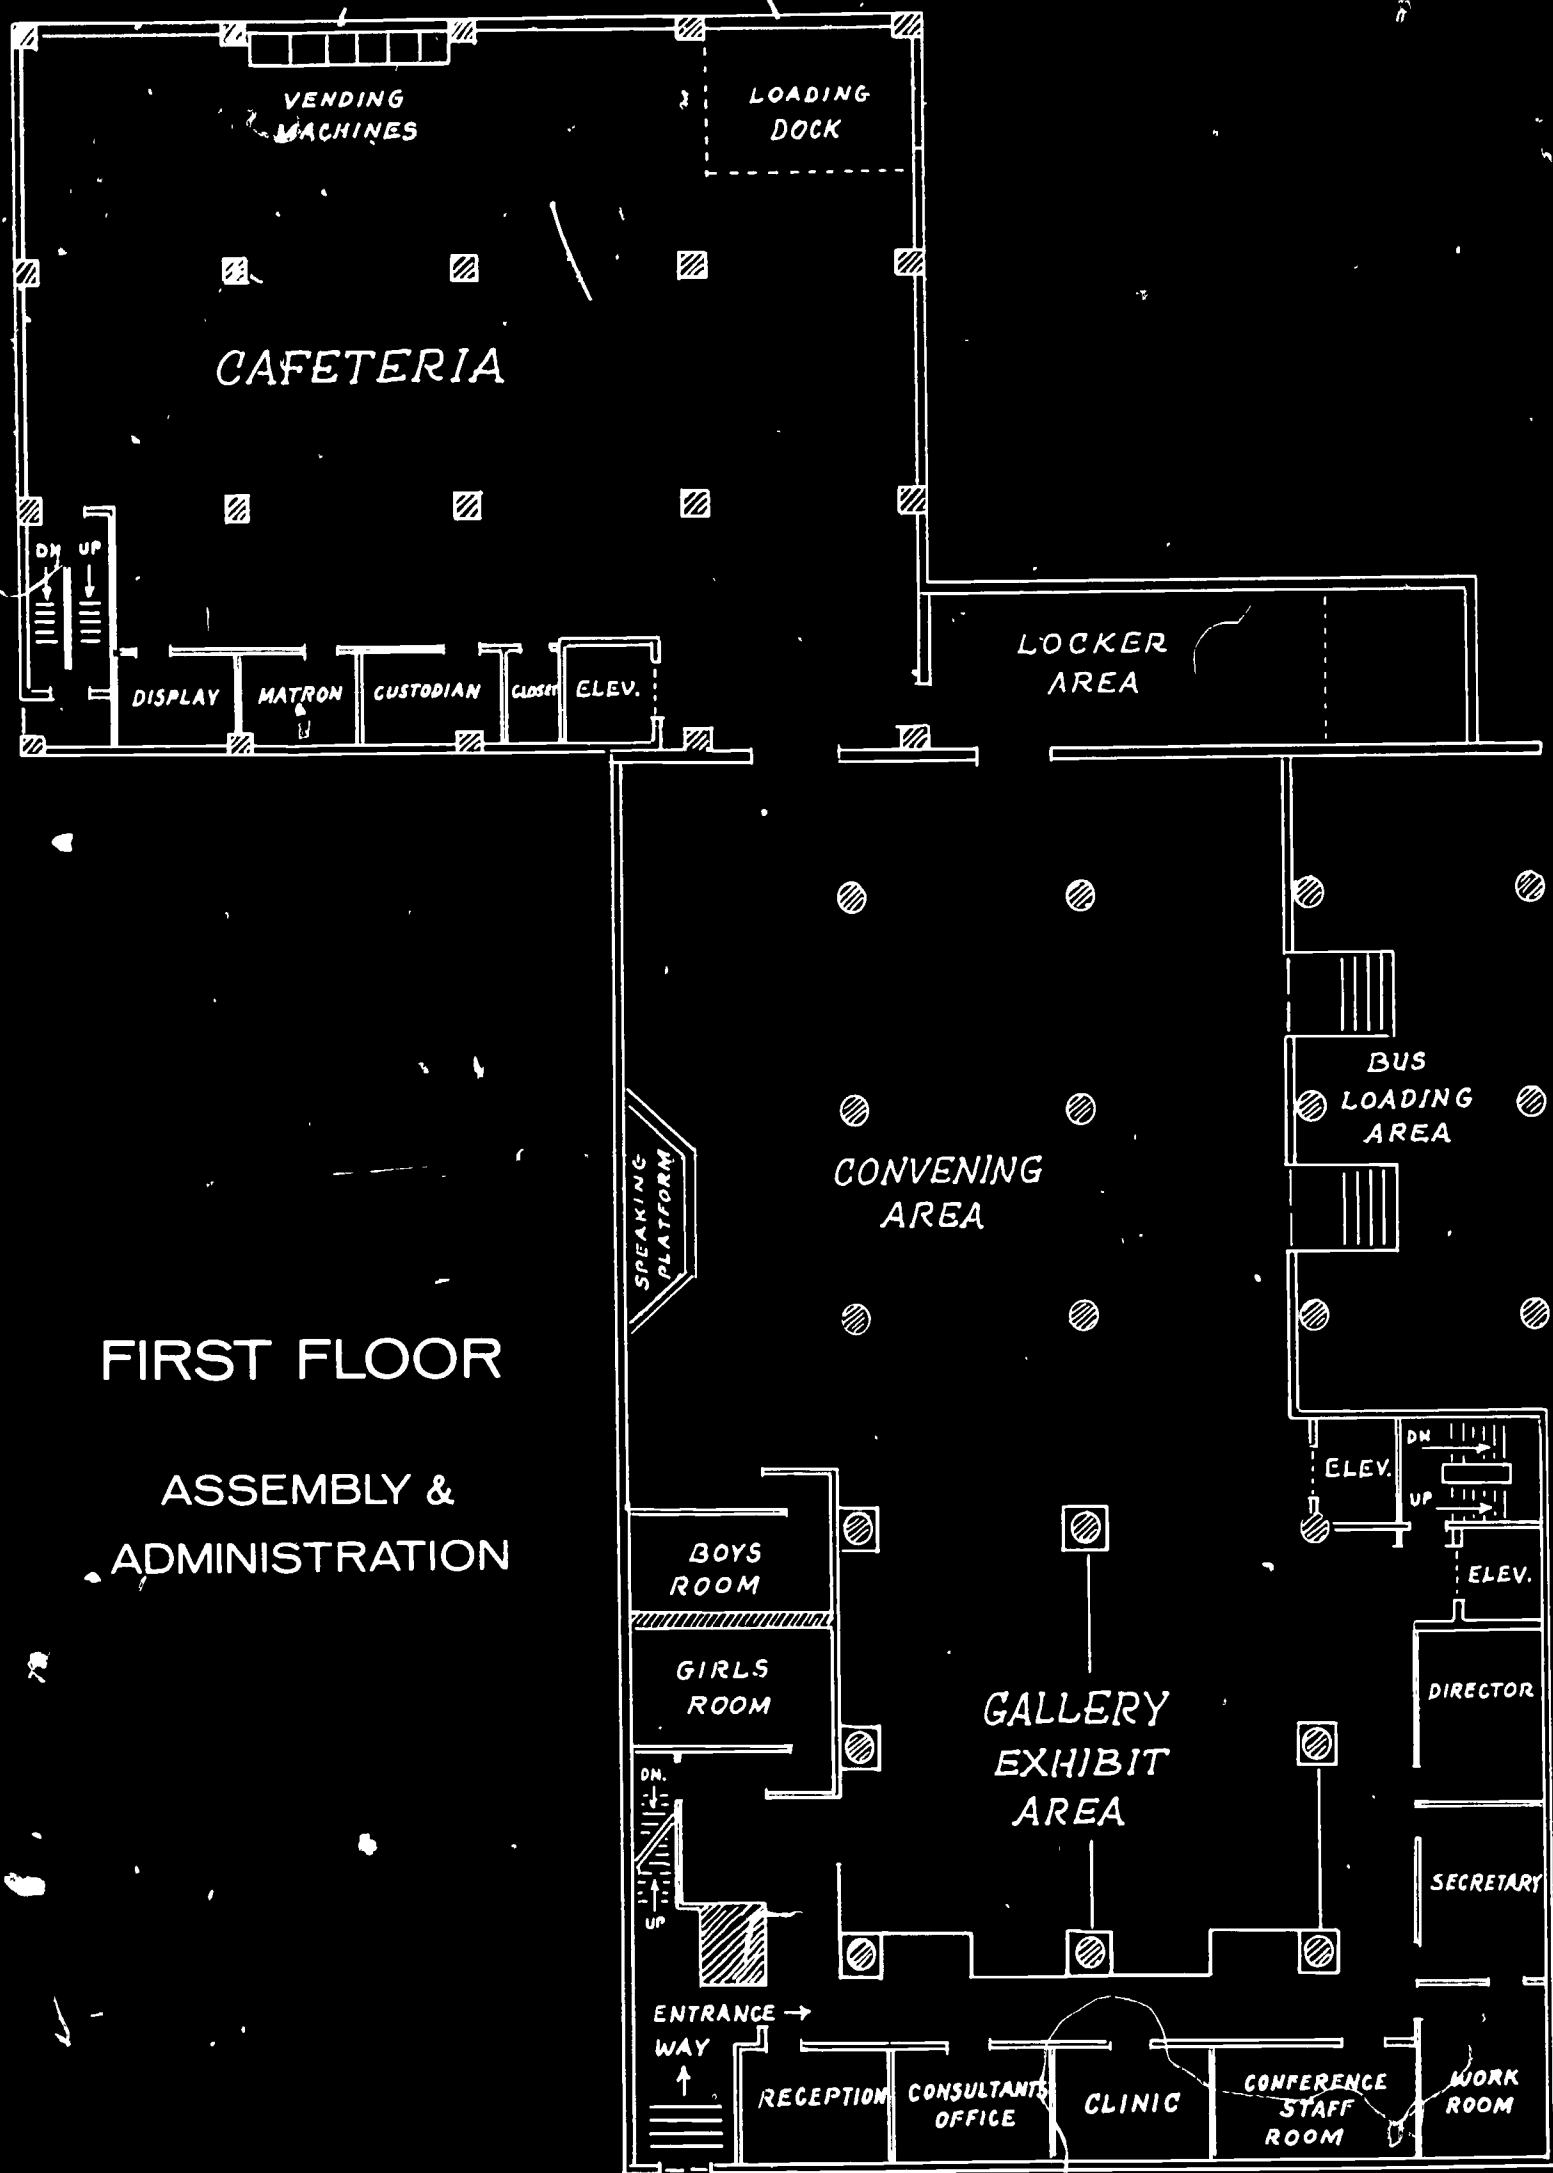 VENDING
MACHINES
LOADING
DOCK
CAFETERIA
DN UP
DISPLAY
MATRON
CUSTODIAN
CLOSET
ELEV.
LOCKER
AREA
SPEAKING
PLATFORM
CONVENING
AREA
BUS
LOADING
AREA
FIRST FLOOR
ASSEMBLY &
ADMINISTRATION
ELEV.
DN
UP
ELEV.
BOYS
ROOM
GIRLS
ROOM
DN.
UP
GALLERY
EXHIBIT
AREA
DIRECTOR
SECRETARY
ENTRANCE →
WAY
RECEPTION
CONSULTANTS
OFFICE
CLINIC
CONFERENCE
STAFF
ROOM
WORK
ROOM